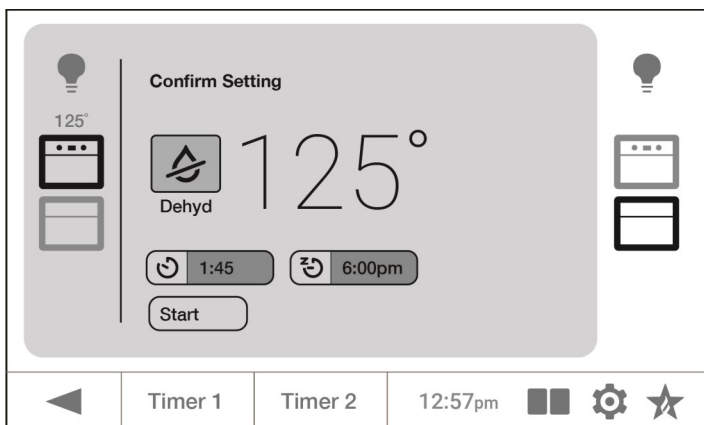 Confirm Setting
125°
125°
Dehyd
1:45
z
6:00pm
Start
Timer 1
Timer 2
12:57pm